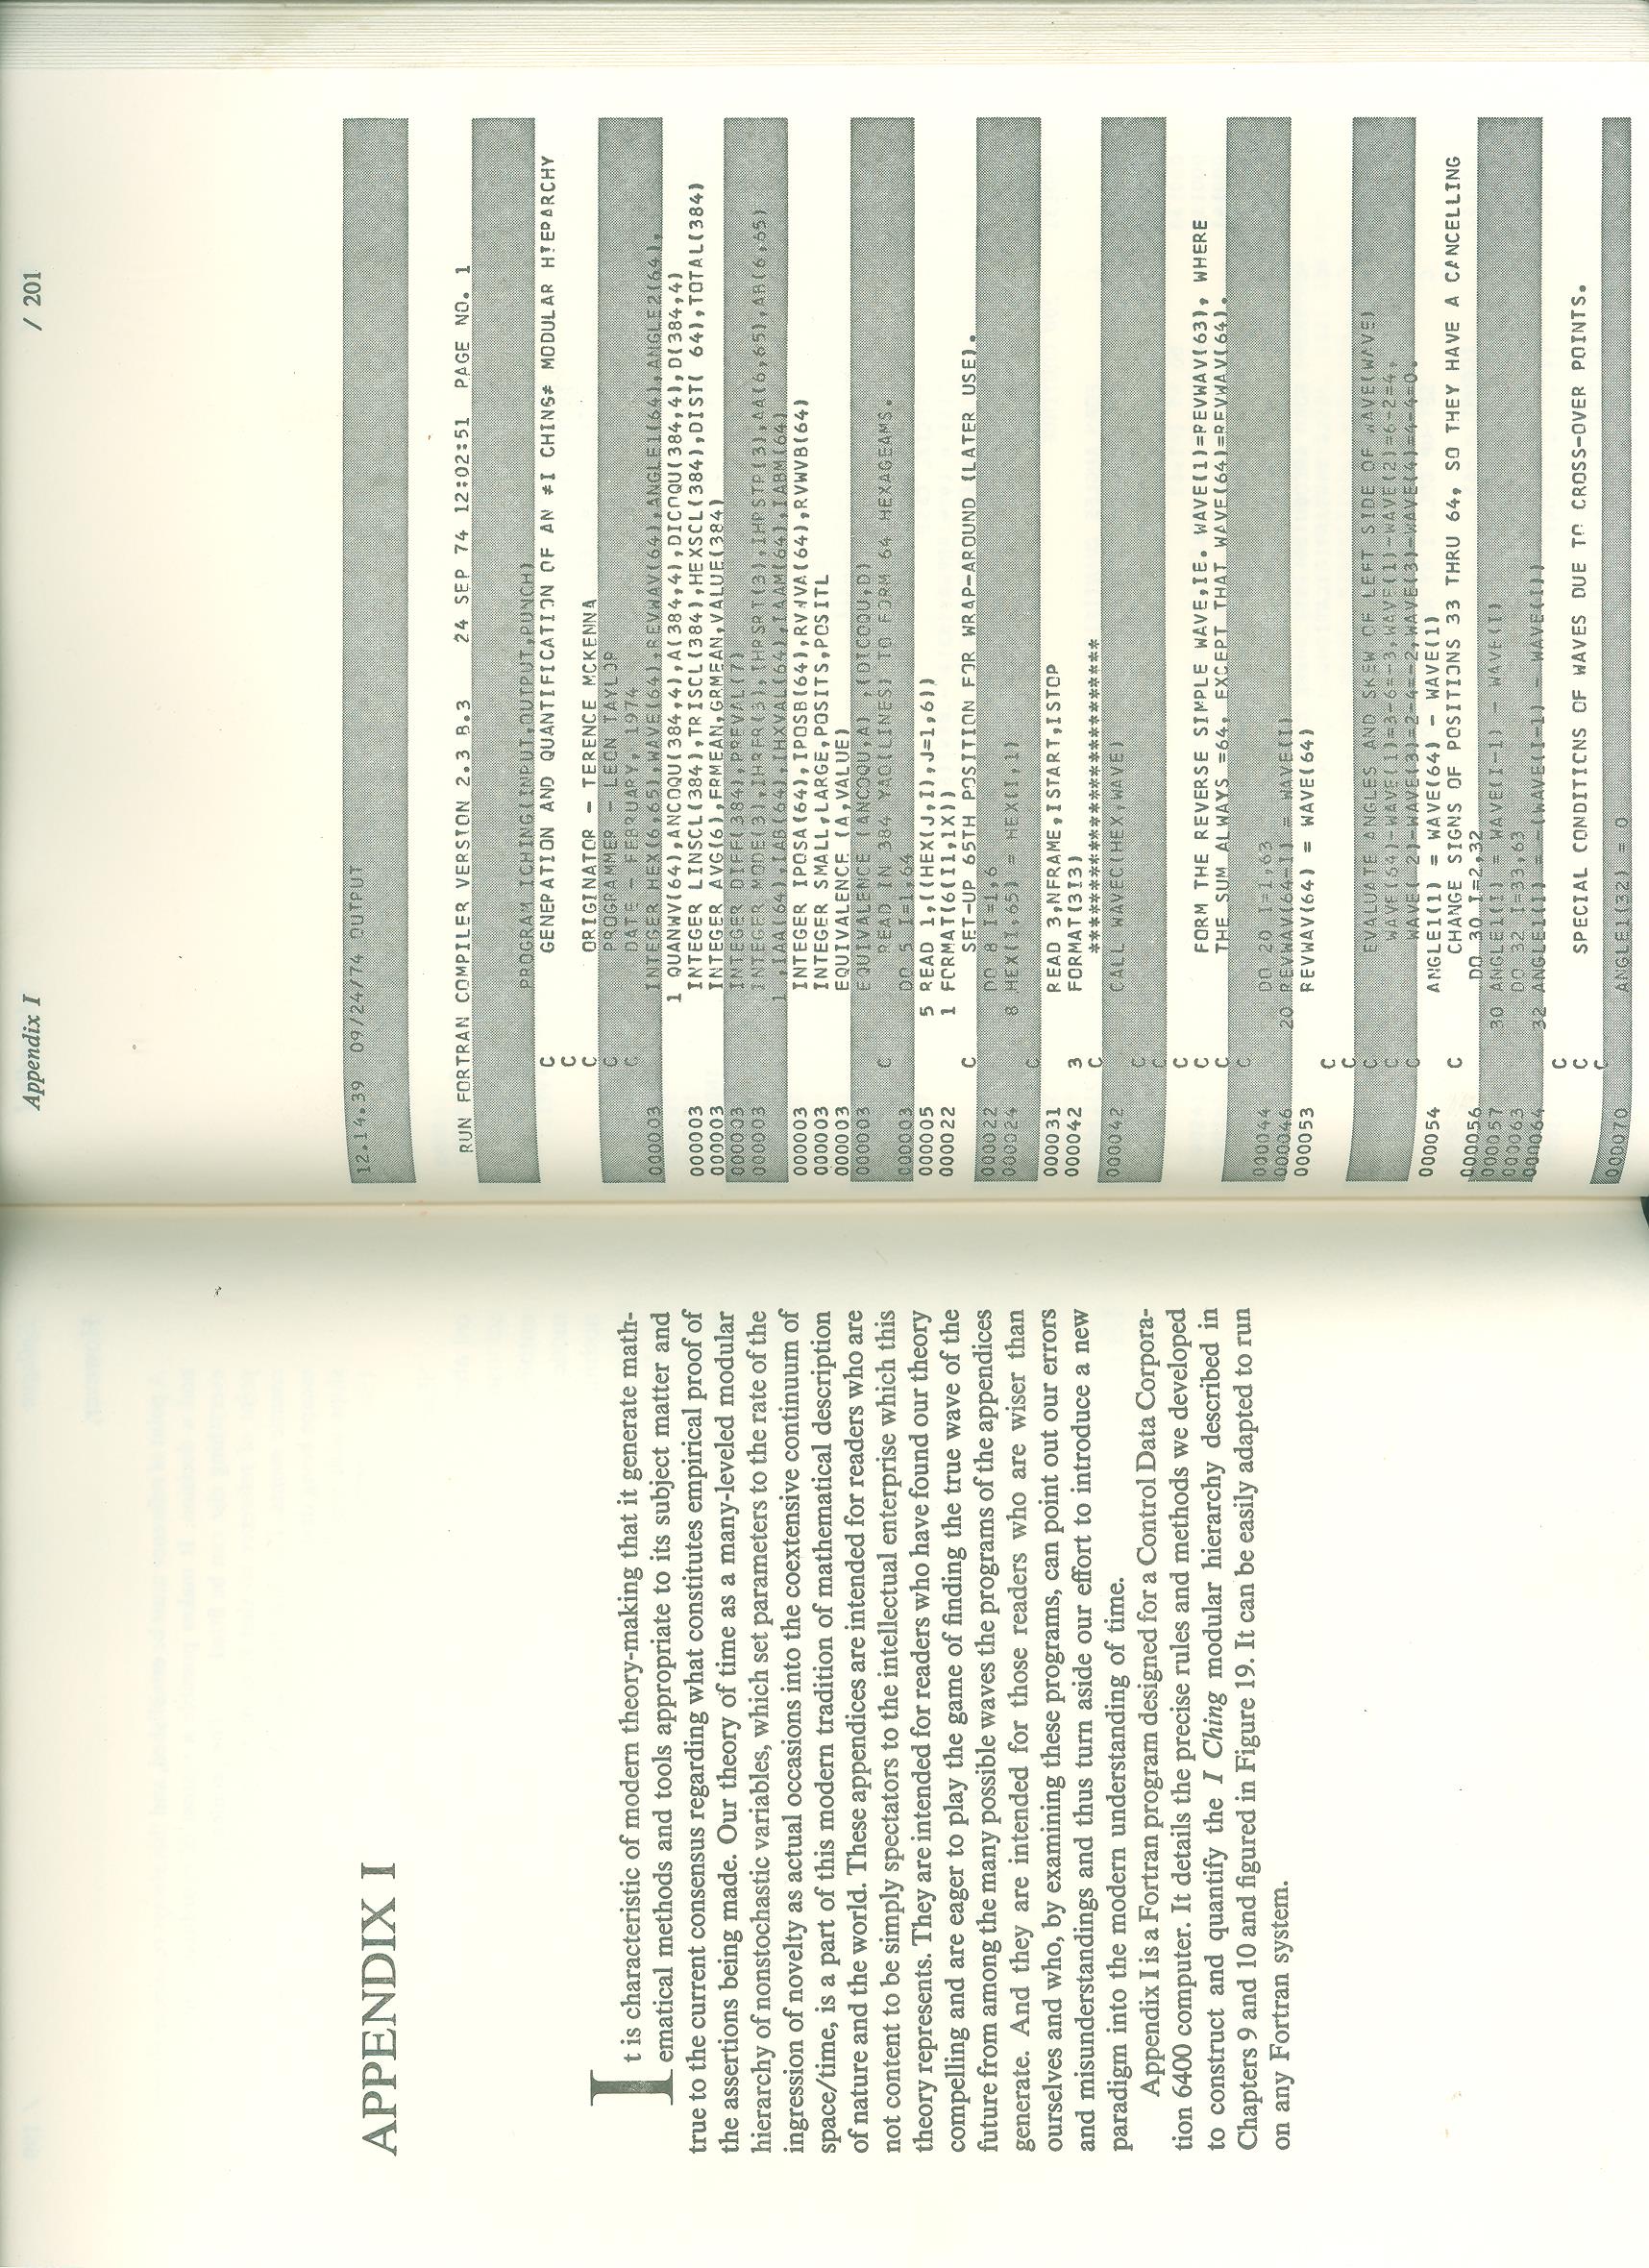 APPENDIX I
It is characteristic of modern theory-making that it generate math-
ematical methods and tools appropriate to its subject matter and
true to the current consensus regarding what constitutes empirical proof of
the assertions being made. Our theory of time as a many-leveled modular
hierarchy of nonstochastic variables, which set parameters to the rate of the
ingression of novelty as actual occasions into the coextensive continuum of
space/time, is a part of this modern tradition of mathematical description
of nature and the world. These appendices are intended for readers who are
not content to be simply spectators to the intellectual enterprise which this
theory represents. They are intended for readers who have found our theory
compelling and are eager to play the game of finding the true wave of the
future from among the many possible waves the programs of the appendices
generate. And they are intended for those readers who are wiser than
ourselves and who, by examining these programs, can point out our errors
and misunderstandings and thus turn aside our effort to introduce a new
paradigm into the modern understanding of time.
Appendix I is a Fortran program designed for a Control Data Corpora-
tion 6400 computer. It details the precise rules and methods we developed
to construct and quantify the I Ching modular hierarchy described in
Chapters 9 and 10 and figured in Figure 19. It can be easily adapted to run
on any Fortran system.
Appendix I / 201
12.14.39 09/24/74 OUTPUT
RUN FORTRAN COMPILER VERSION 2.3 B.3 24 SEP 74 12:02:51 PAGE NO. 1
PROGRAM ICHING(INPUT,OUTPUT,PUNCH)
C GENERATION AND QUANTIFICATION OF AN ≠I CHING≠ MODULAR HIERARCHY
C
C ORIGINATOR - TERENCE MCKENNA
C PROGRAMMER - LEON TAYLOR
C DATE - FEBRUARY, 1974
000003 INTEGER HEX(6,65),WAVE(64),REVWAV(64),ANGLE1(64),ANGLE2(64),
1 QUANWV(64),ANCOQU(384,4),A(384,4),DICOQU(384,4),D(384,4)
000003 INTEGER LINSCL(384),TRISCL(384),HEXSCL(384),DIST( 64),TOTAL(384)
000003 INTEGER AVG(6),FRMEAN,GRMEAN,VALUE(384)
000003 INTEGER DIFF(384),PREVAL(7)
000003 INTEGER MODE(3),IHRFR(3),IHRSRT(3),IHRSTP(3),AA(6,65),AB(6,65)
1 ,IAA(64),IAB(64),IHXVAL(64),IAAM(64),IABM(64)
000003 INTEGER IPOSA(64),IPOSB(64),RVWVA(64),RVWVB(64)
000003 INTEGER SMALL,LARGE,POSITS,POSITL
000003 EQUIVALENCE (A,VALUE)
000003 EQUIVALENCE (ANCOQU,A) ,(DICOQU,D)
C READ IN 384 YAO(LINES) TO FORM 64 HEXAGEAMS.
000003 DO 5 I=1,64
000005 5 READ 1,((HEX(J,I),J=1,6))
000022 1 FORMAT(6(I1,1X))
C SET-UP 65TH POSITION FOR WRAP-AROUND (LATER USE).
000022 DO 8 I=1,6
000024 8 HEX(I,65) = HEX(I,1)
C
000031 READ 3,NFRAME,ISTART,ISTOP
000042 3 FORMAT(3I3)
C *************************
000042 CALL WAVEC(HEX,WAVE)
C
C
C
C FORM THE REVERSE SIMPLE WAVE,IE. WAVE(1)=REVWAV(63), WHERE
C THE SUM ALWAYS =64, EXCEPT THAT WAVE(64)=REVWAV(64).
C
000044 DO 20 I=1,63
000046 20 REVWAV(64-I) = WAVE(I)
000053 REVWAV(64) = WAVE(64)
C
C
C EVALUATE ANGLES AND SKEW OF LEFT SIDE OF WAVE(WAVE)
C WAVE(64)-WAVE(1)=3-6=-3,WAVE(1)-WAVE(2)=6-2=4,
C WAVE( 2)-WAVE(3)=2-4=-2,WAVE(3)-WAVE(4)=4-4=0.
000054 ANGLE1(1) = WAVE(64) - WAVE(1)
C CHANGE SIGNS OF POSITIONS 33 THRU 64, SO THEY HAVE A CANCELLING
000056 DO 30 I=2,32
000057 30 ANGLE1(I) = WAVE(I-1) - WAVE(I)
000063 DO 32 I=33,63
000064 32 ANGLE1(I) = -(WAVE(I-1) - WAVE(I))
C
C SPECIAL CONDITIONS OF WAVES DUE TO CROSS-OVER POINTS.
C
000070 ANGLE1(32) = 0